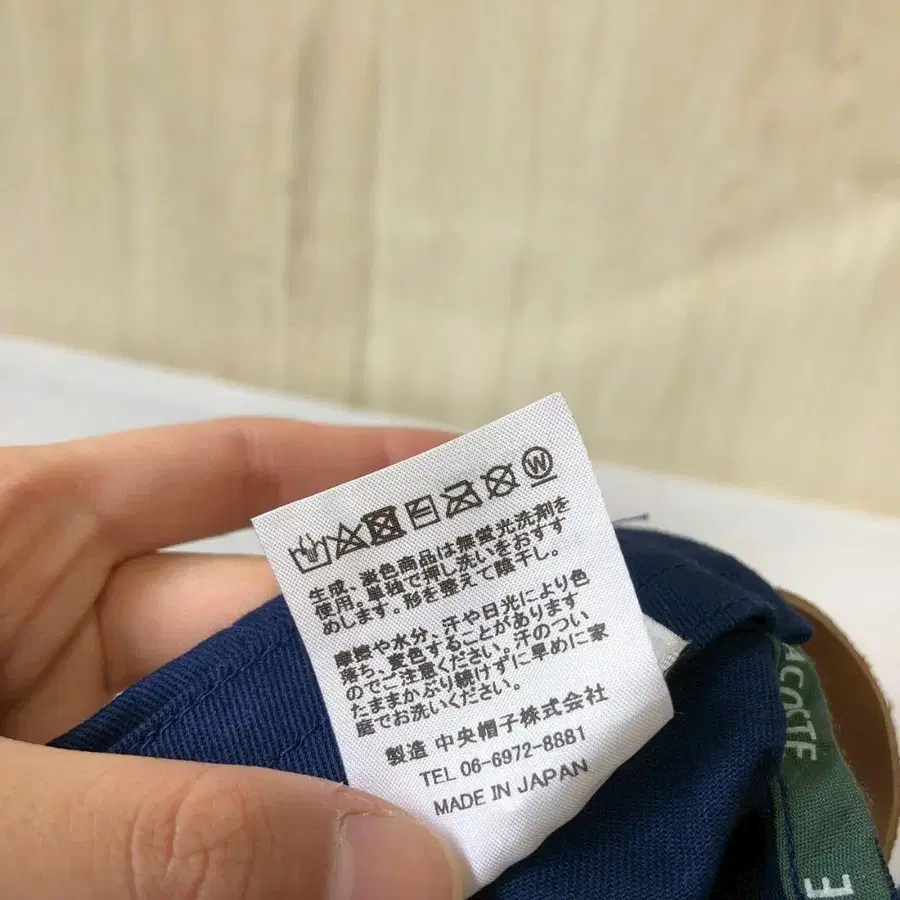 W
生成、淡色商品は無蛍光洗剤を
使用。単独で押し洗いをおすす
めします。形を整えて陰干し。
摩擦や水分、汗や日光により色
落ち、変色することがあります
のでご注意ください。汗のつい
たままかぶり続けずに早めに家
庭でお洗いください。
製造 中央帽子株式会社
TEL 06-6972-8881
MADE IN JAPAN
ACOSTE
E